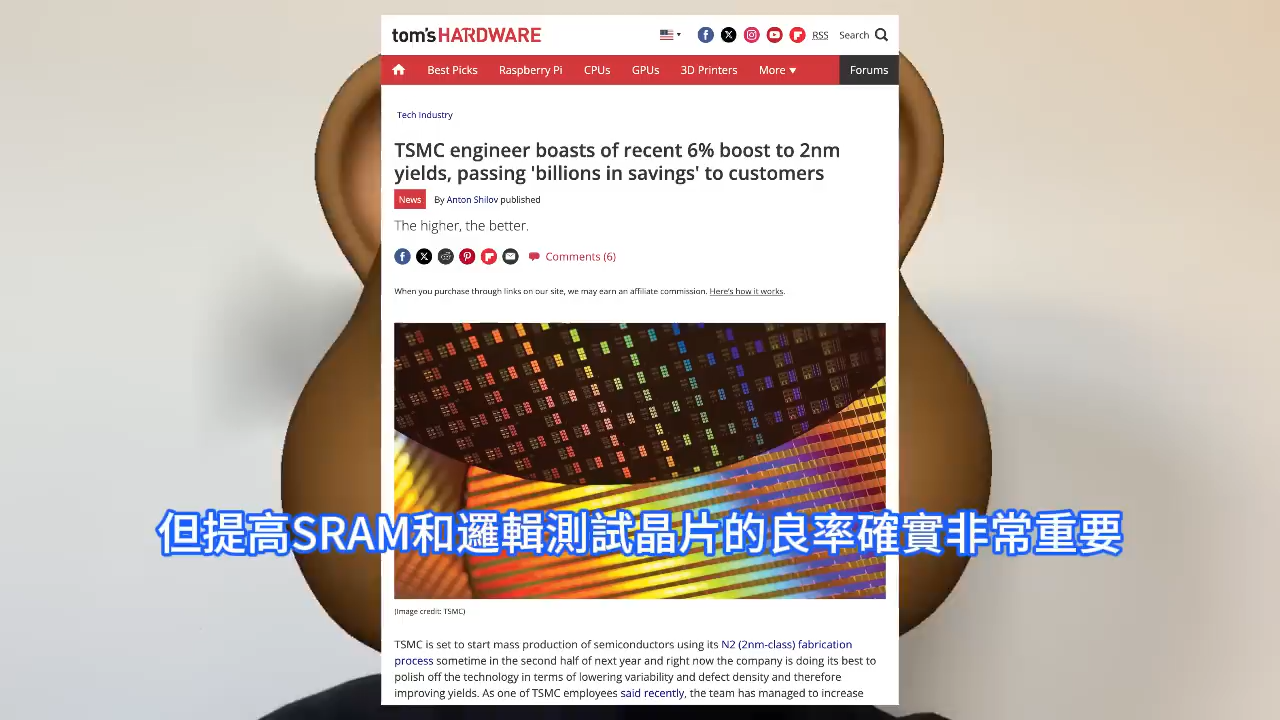 tom's HARDWARE
RSS Search
Best Picks Raspberry Pi CPUs GPUs 3D Printers More Forums
Tech Industry
TSMC engineer boasts of recent 6% boost to 2nm
yields, passing 'billions in savings' to customers
News By Anton Shilov published
The higher, the better.
Comments (6)
When you purchase through links on our site, we may earn an affiliate commission. Here's how it works.
但提高SRAM和邏輯測試晶片的良率確實非常重要
(Image credit: TSMC)
TSMC is set to start mass production of semiconductors using its N2 (2nm-class) fabrication
process sometime in the second half of next year and right now the company is doing its best to
polish off the technology in terms of lowering variability and defect density and therefore
improving yields. As one of TSMC employees said recently, the team has managed to increase